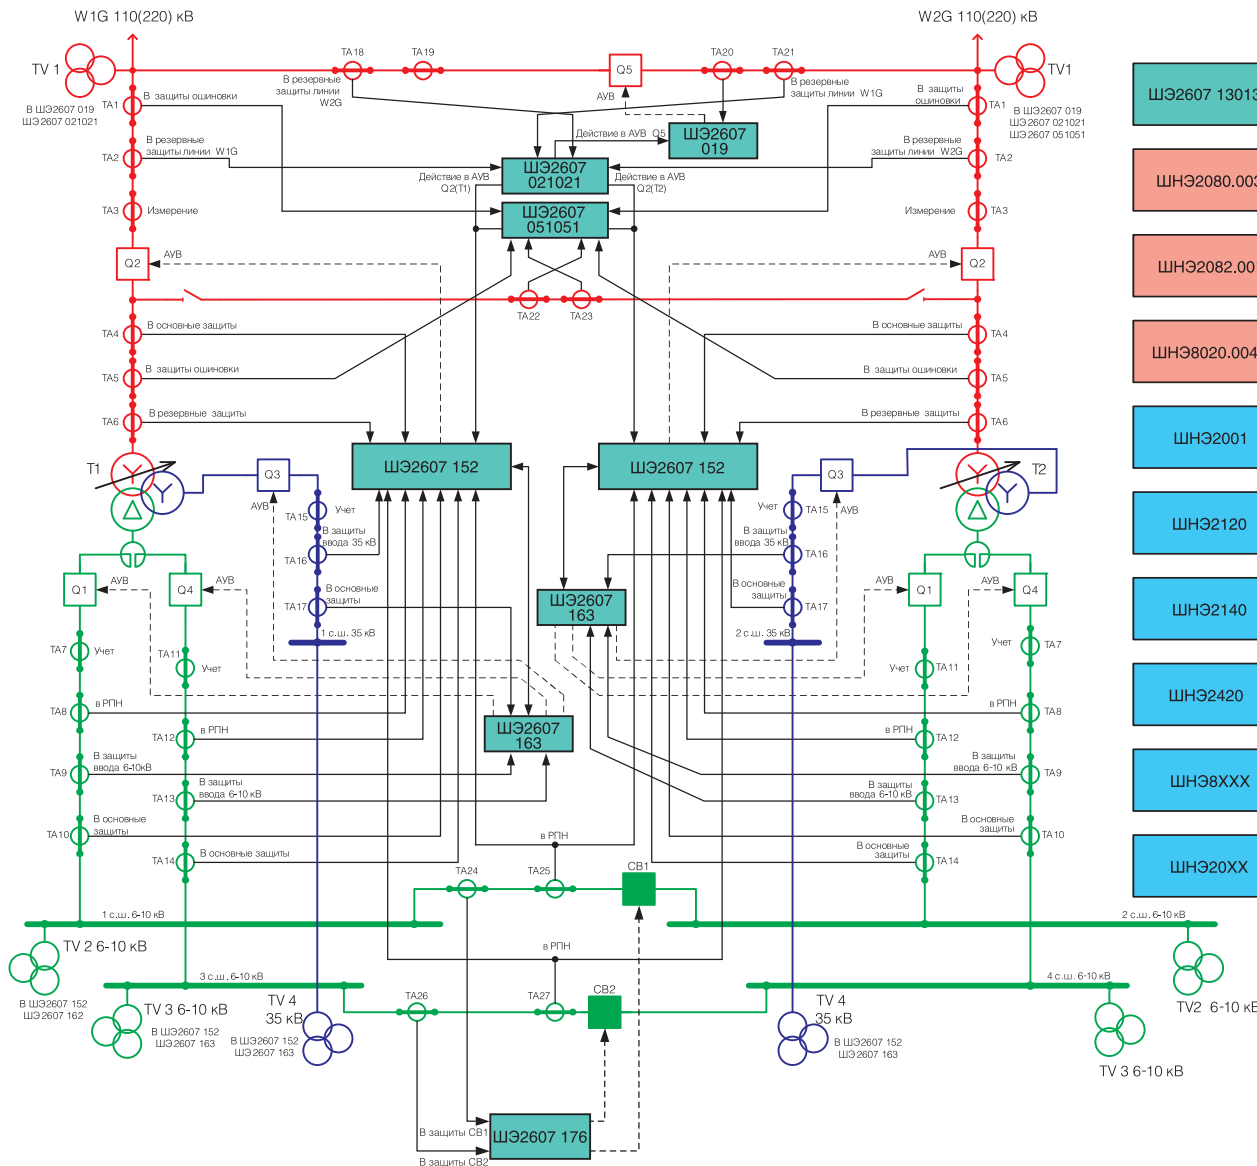 W1G 110(220) кВ
W2G 110(220) кВ
TV 1
TA18
TA19
Q5
TA20
TA21
TV1
В резервные
защиты линии
W2G
АУВ
В резервные
защиты линии W1G
В ШЭ2607 019
ШЭ2607 021021
TA1
В защиты ошиновки
В защиты
ошиновки
TA1
В ШЭ2607 019
ШЭ2607 021021
ШЭ2607 051051
ШЭ2607 13013
Действие в АУВ Q5
ШЭ2607
019
TA2
В резервные
защиты линии W1G
В резервные
защиты линии W2G
TA2
ШНЭ2080.003
Действие в АУВ
Q2(T1)
ШЭ2607
021021
Действие в АУВ
Q2(T2)
TA3
Измерение
ШЭ2607
051051
Измерение
TA3
Q2
АУВ
АУВ
Q2
ШНЭ2082.00
TA22
TA23
TA4
В основные защиты
В основные защиты
TA4
ШНЭ8020.004
TA5
В защиты ошиновки
В защиты ошиновки
TA5
TA6
В резервные защиты
В резервные защиты
TA6
ШНЭ2001
T1
Q3
ШЭ2607 152
ШЭ2607 152
Q3
T2
АУВ
TA15
Учет
Учет
TA15
АУВ
ШНЭ2120
TA16
В защиты
ввода 35 кВ
В защиты
ввода 35 кВ
TA16
Q1
АУВ
Q4
АУВ
Q1
АУВ
Q4
TA17
В основные
защиты
ШЭ2607
163
В основные
защиты
TA17
ШНЭ2140
1 с.ш. 35 кВ
2 с.ш. 35 кВ
TA7
Учет
TA11
Учет
Учет
TA11
Учет
TA7
ШНЭ2420
TA8
в РПН
в РПН
TA8
TA12
в РПН
ШЭ2607
163
в РПН
TA12
TA9
В защиты
ввода 6-10кВ
В защиты
ввода 6-10 кВ
TA9
TA13
В защиты
ввода 6-10 кВ
В защиты
ввода 6-10 кВ
TA13
ШНЭ8XXX
TA10
В основные
защиты
в РПН
В основные
защиты
TA10
TA14
В основные защиты
В основные
защиты
TA14
ШНЭ20XX
TA24
TA25
CB1
1 с.ш. 6-10 кВ
2 с.ш. 6-10 кВ
TV 2 6-10 кВ
в РПН
3 с.ш. 6-10 кВ
4 с.ш. 6-10 кВ
В ШЭ2607 152
ШЭ2607 162
TV 3 6-10 кВ
В ШЭ2607 152
ШЭ2607 163
TV 4
35 кВ
В ШЭ2607 152
ШЭ2607 163
TA26
TA27
CB2
TV 4
35 кВ
В ШЭ2607 152
ШЭ2607 163
TV2 6-10 кВ
TV 3 6-10 кВ
В защиты CB1
ШЭ2607 176
В защиты CB2